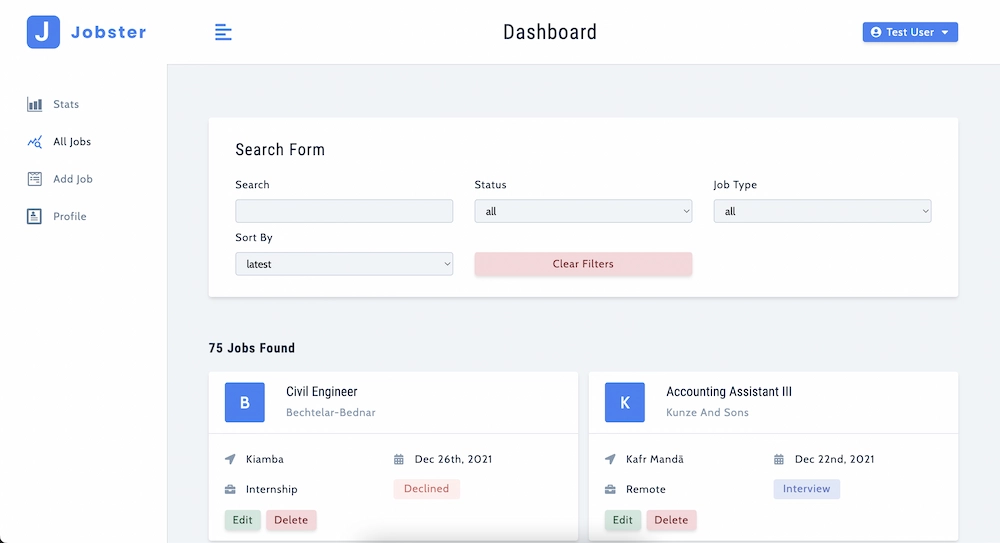 J Jobster
Dashboard
Test User
Stats
All Jobs
Add Job
Profile
Search Form
Search
Status
Job Type
all
all
Sort By
latest
Clear Filters
75 Jobs Found
B
Civil Engineer
Bechtelar-Bednar
Kiamba
Dec 26th, 2021
Internship
Declined
Edit
Delete
K
Accounting Assistant III
Kunze And Sons
Kafr Mandā
Dec 22nd, 2021
Remote
Interview
Edit
Delete